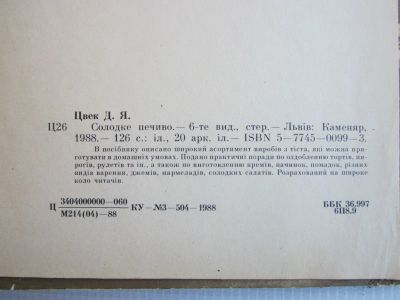 Цвек Д. Я.
Ц26 Солодке печиво.— 6-те вид., стер.— Львів: Каменяр,
1988.— 126 с.: іл., 20 арк. іл.— ISBN 5—7745—0099—3.
В посібнику описано широкий асортимент виробів з тіста, які можна при-
готувати в домашніх умовах. Подано практичні поради по оздобленню тортів, пи-
рогів, рулетів та ін., а також по виготовленню кремів, начинок, помадок, різних
видів варення, джемів, мармеладів, солодких салатів. Розрахований на широке
коло читачів.
Ц 3404000000—060
М214(04)—88
КУ—№3—504—1988
ББК 36.997
6П8.9